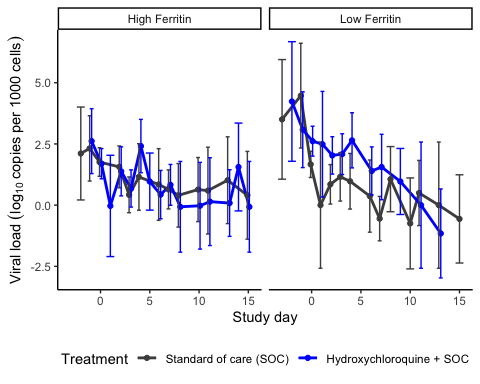 High Ferritin
Low Ferritin
Viral load (log10 copies per 1000 cells)
5.0
2.5
0.0
-2.5
0 5 10 15
0 5 10 15
Study day
Treatment
Standard of care (SOC)
Hydroxychloroquine + SOC